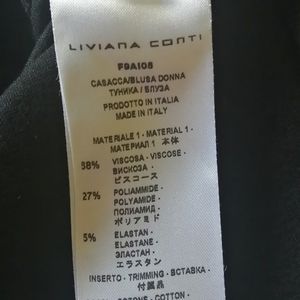 LIVIANA CONTI
F9AI05
CASACCA/BLUSA DONNA
ТУНИКА / БЛУЗА
PRODOTTO IN ITALIA
MADE IN ITALY
MATERIALE 1 - MATERIAL 1 -
МАТЕРИАЛ 1 本体
68% VISCOSA - VISCOSE -
ВИСКОЗА -
ビスコース
27% POLIAMMIDE -
POLYAMIDE -
ПОЛИАМИД -
ポリアミド
5% ELASTAN -
ELASTANE -
ЭЛАСТАН -
エラスタン
INSERTO - TRIMMING - ВСТАВКА -
付属品
COTTON -